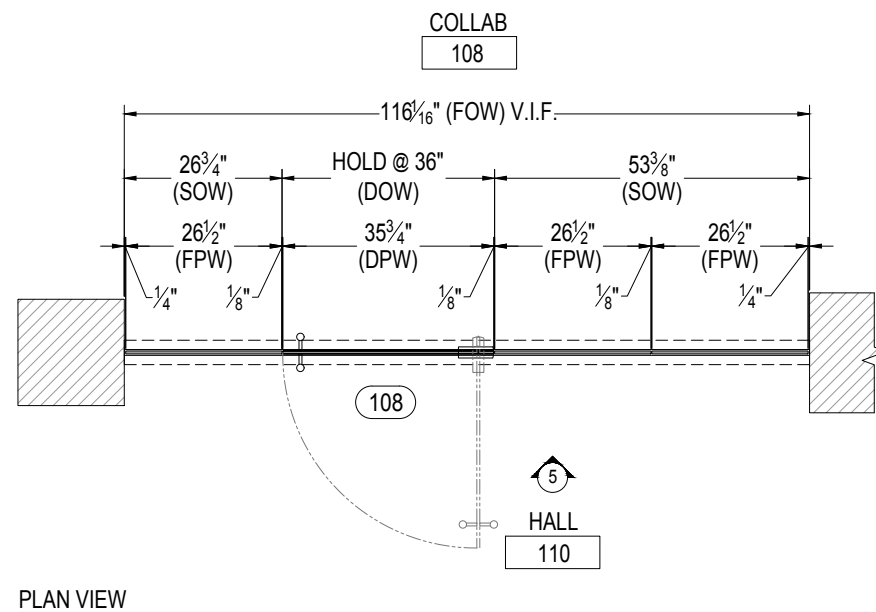 COLLAB
108
116 1/16" (FOW) V.I.F.
26 3/4"
(SOW)
HOLD @ 36"
(DOW)
53 3/8"
(SOW)
26 1/2"
(FPW)
35 3/4"
(DPW)
26 1/2"
(FPW)
26 1/2"
(FPW)
1/4"
1/8"
1/8"
1/8"
1/4"
108
5
HALL
110
PLAN VIEW